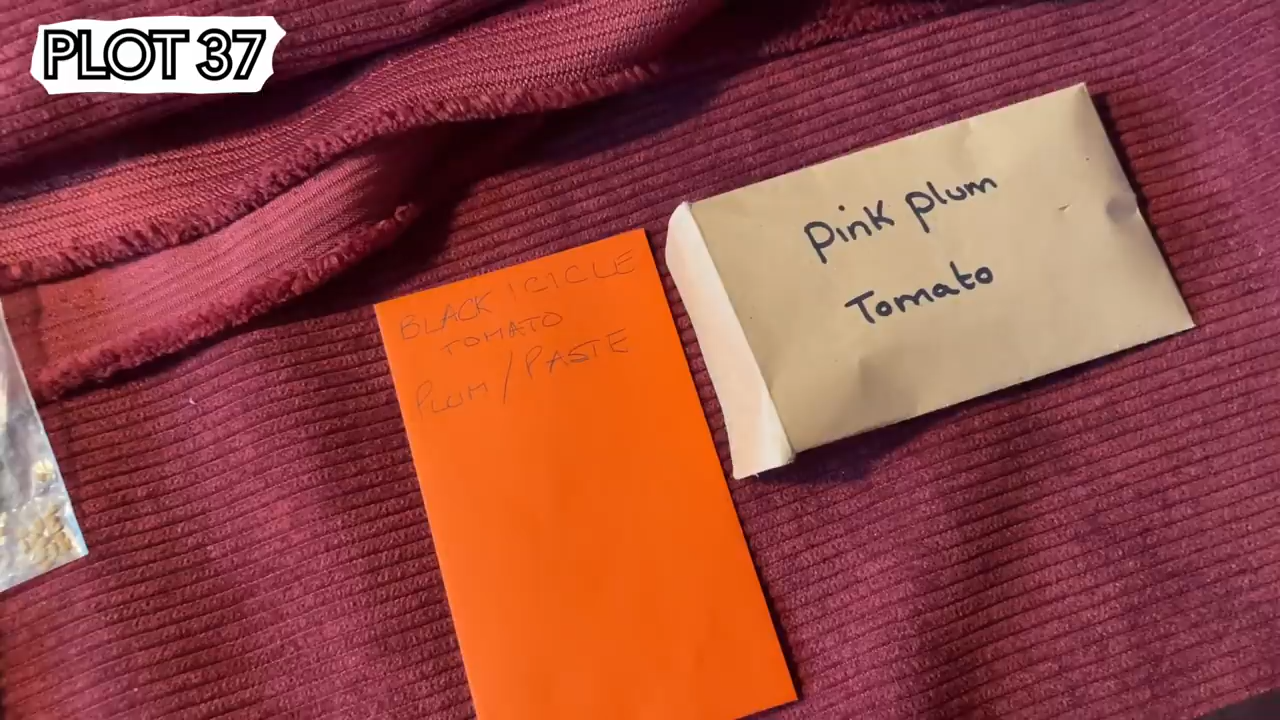 PLOT 37
BLACK ICICLE
TOMATO
PLUM/PASTE
Pink plum
Tomato